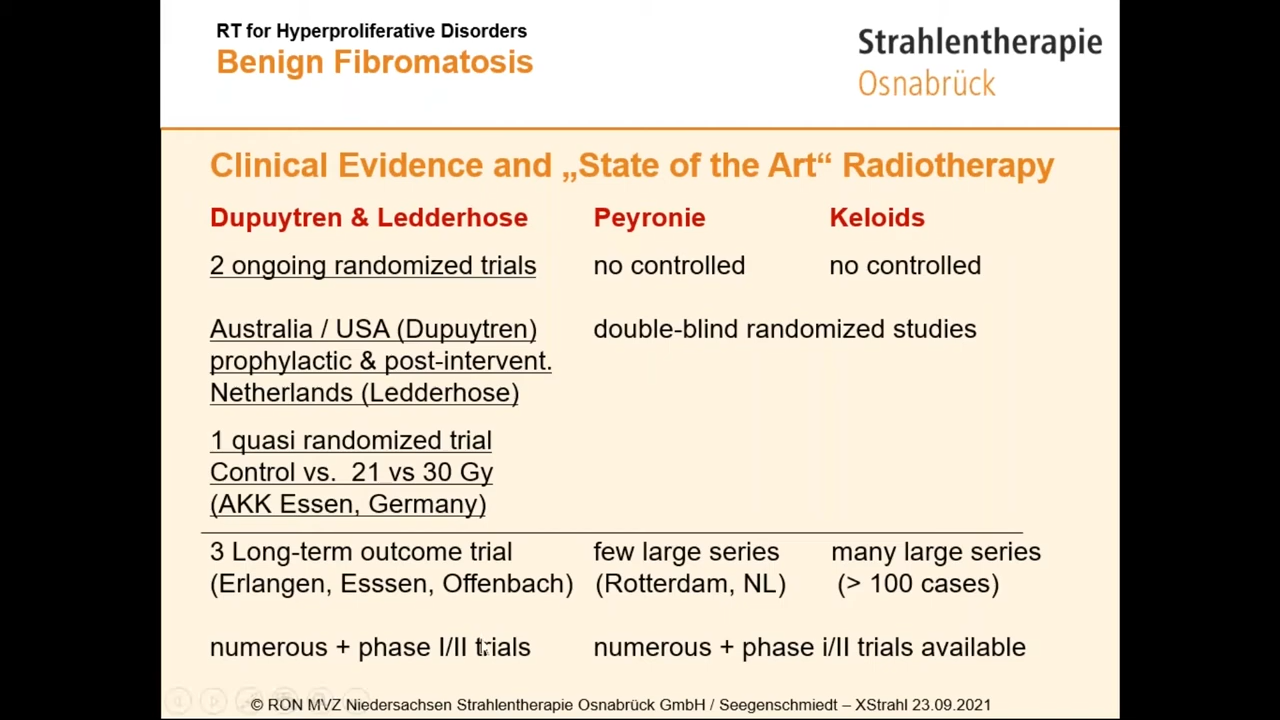 RT for Hyperproliferative Disorders
Benign Fibromatosis
Strahlentherapie
Osnabrück
Clinical Evidence and „State of the Art“ Radiotherapy
Dupuytren & Ledderhose Peyronie Keloids
2 ongoing randomized trials no controlled no controlled
Australia / USA (Dupuytren) double-blind randomized studies
prophylactic & post-intervent.
Netherlands (Ledderhose)
1 quasi randomized trial
Control vs. 21 vs 30 Gy
(AKK Essen, Germany)
3 Long-term outcome trial few large series many large series
(Erlangen, Esssen, Offenbach) (Rotterdam, NL) (> 100 cases)
numerous + phase I/II trials numerous + phase i/II trials available
© RON MVZ Niedersachsen Strahlentherapie Osnabrück GmbH / Seegenschmiedt – XStrahl 23.09.2021